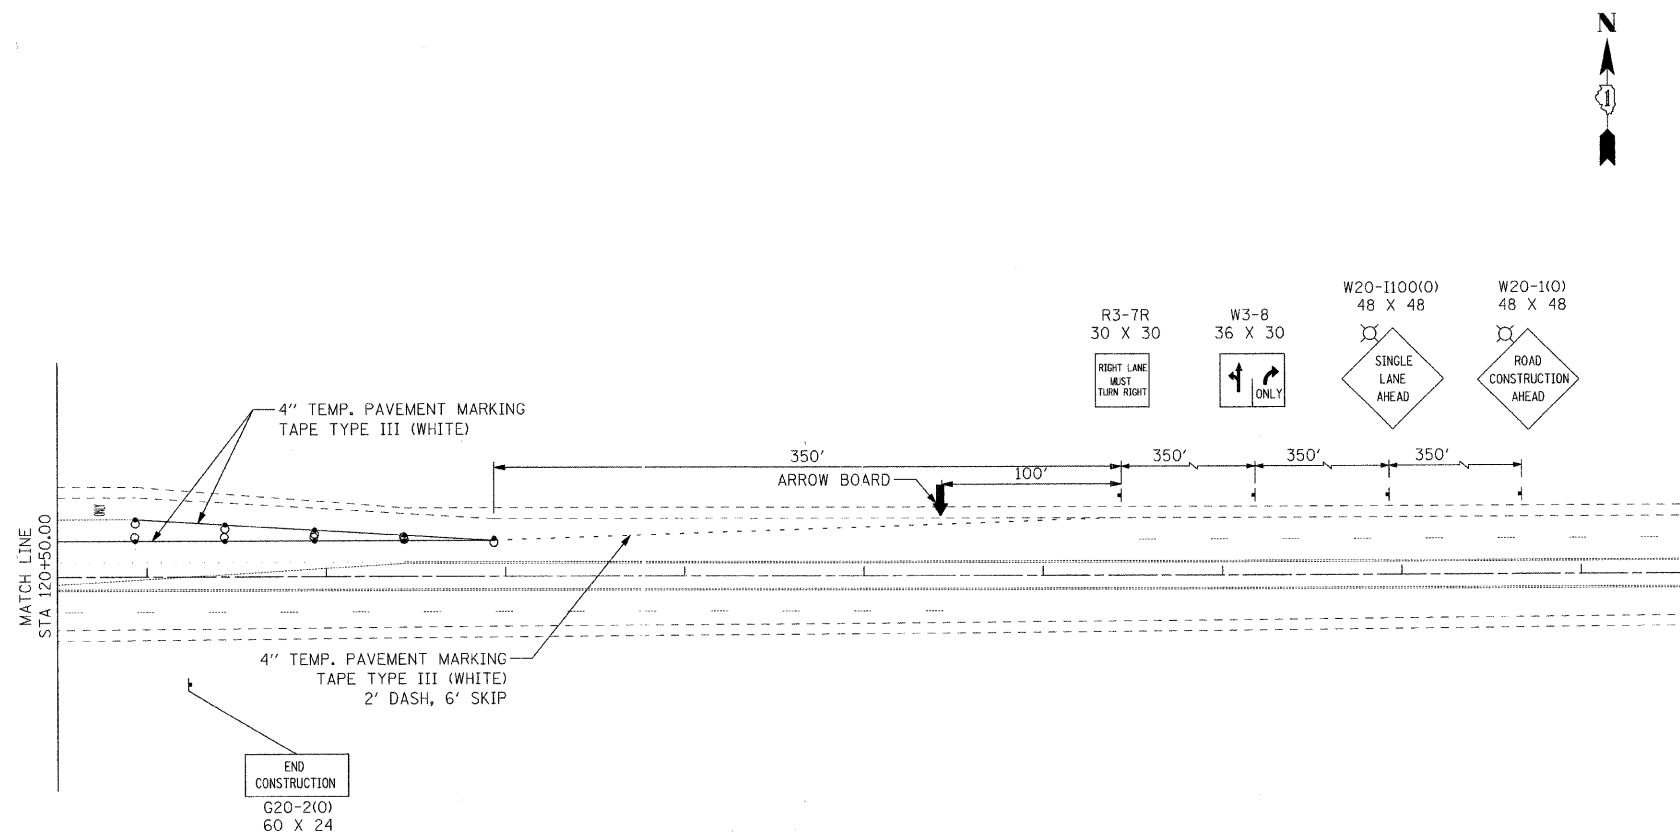 N
1
W20-I100(O)
48 X 48
W20-1(O)
48 X 48
R3-7R
30 X 30
W3-8
36 X 30
RIGHT LANE
MUST
TURN RIGHT
ONLY
SINGLE
LANE
AHEAD
ROAD
CONSTRUCTION
AHEAD
4" TEMP. PAVEMENT MARKING
TAPE TYPE III (WHITE)
350'
350'
350'
350'
100'
ARROW BOARD
ONLY
MATCH LINE
STA 120+50.00
4" TEMP. PAVEMENT MARKING
TAPE TYPE III (WHITE)
2' DASH, 6' SKIP
END
CONSTRUCTION
G20-2(O)
60 X 24